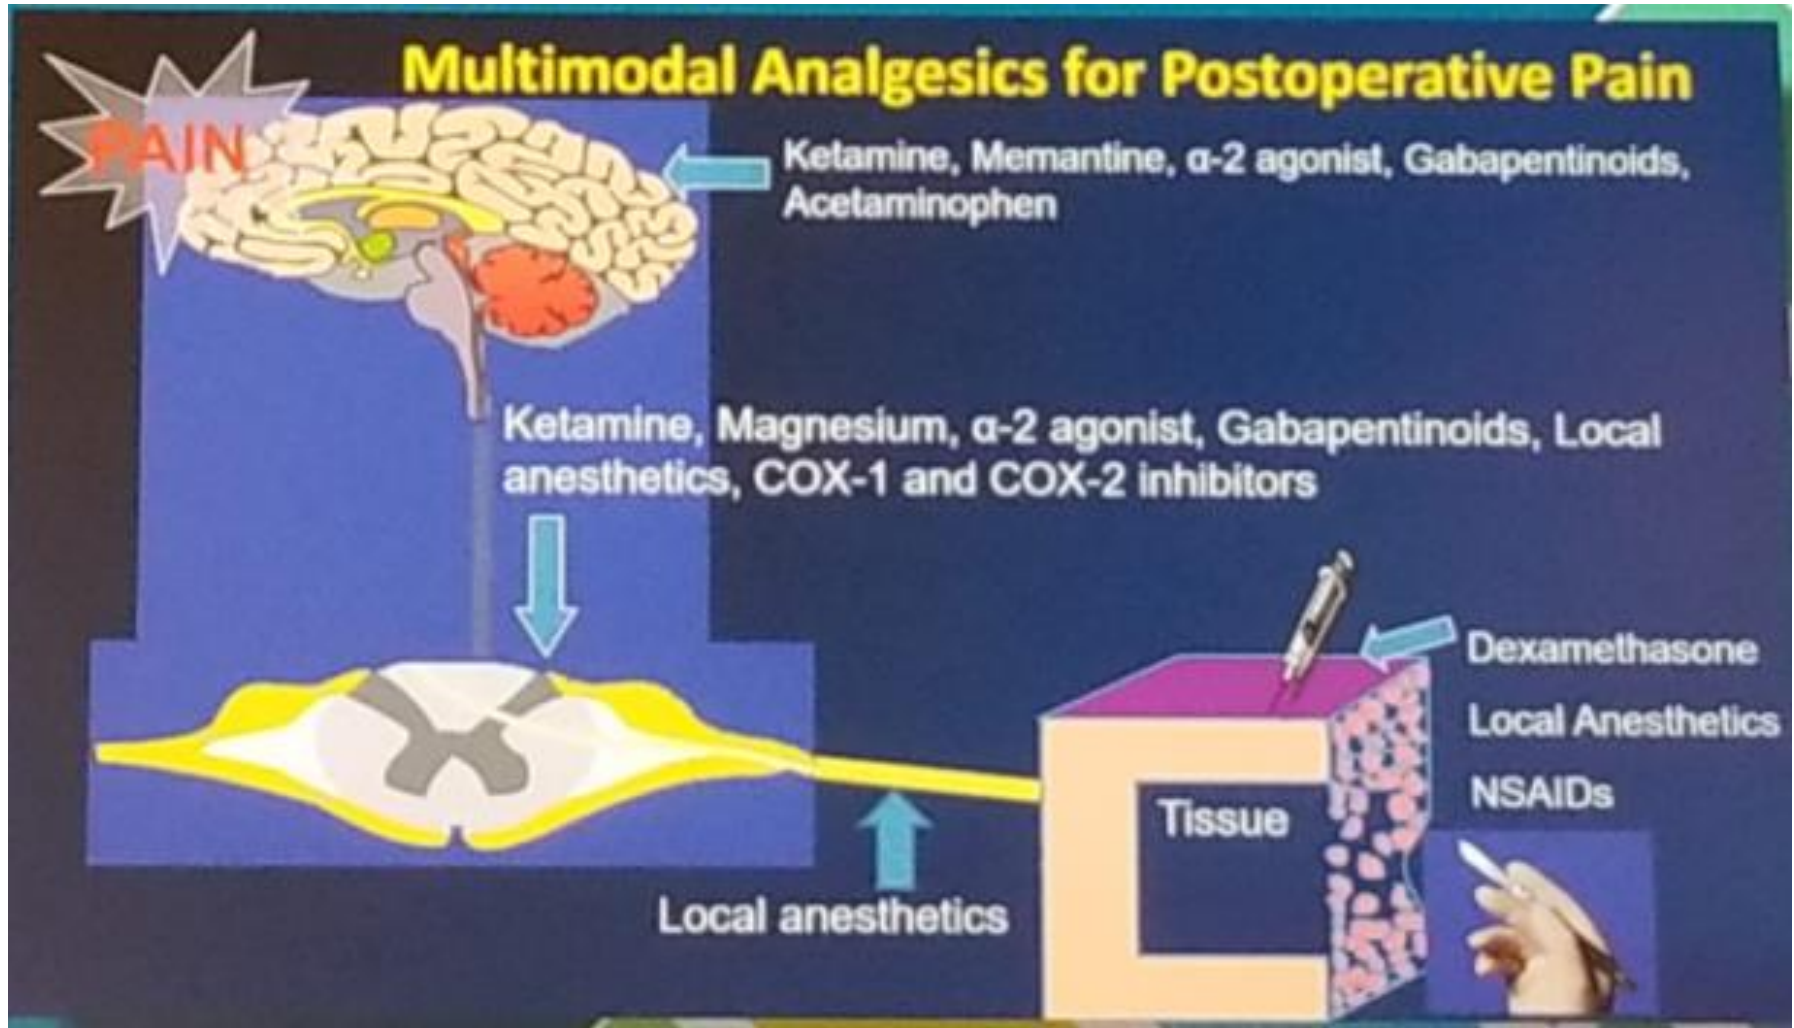 Multimodal Analgesics for Postoperative Pain
PAIN
Ketamine, Memantine, α-2 agonist, Gabapentinoids,
Acetaminophen
Ketamine, Magnesium, α-2 agonist, Gabapentinoids, Local
anesthetics, COX-1 and COX-2 inhibitors
Dexamethasone
Local Anesthetics
NSAIDs
Tissue
Local anesthetics